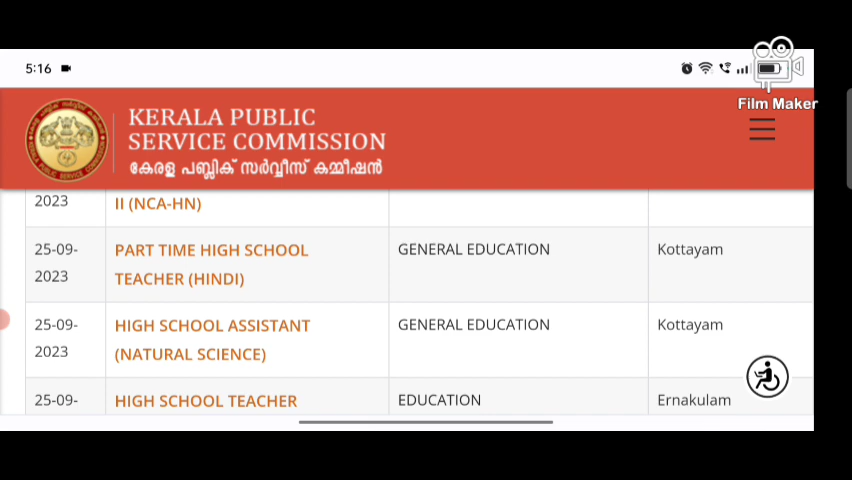 5:16
Film Maker
KERALA PUBLIC
SERVICE COMMISSION
കേരള പബ്ലിക് സർവ്വീസ് കമ്മീഷൻ
2023
II (NCA-HN)
25-09-
2023
PART TIME HIGH SCHOOL
TEACHER (HINDI)
GENERAL EDUCATION
Kottayam
25-09-
2023
HIGH SCHOOL ASSISTANT
(NATURAL SCIENCE)
GENERAL EDUCATION
Kottayam
25-09-
HIGH SCHOOL TEACHER
EDUCATION
Ernakulam